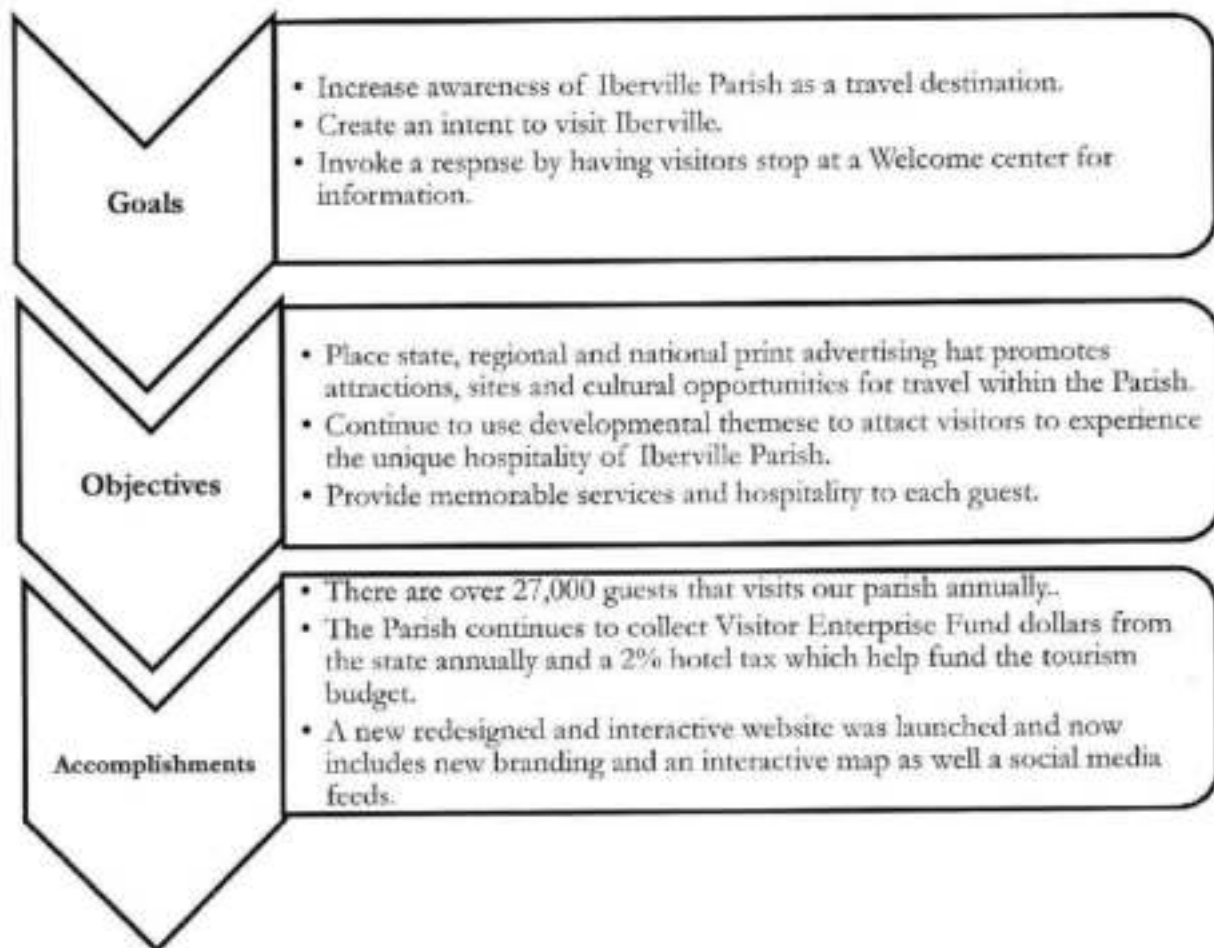 Goals
• Increase awareness of Iberville Parish as a travel destination.
• Create an intent to visit Iberville.
• Invoke a respnse by having visitors stop at a Welcome center for
information.
Objectives
• Place state, regional and national print advertising hat promotes
attractions, sites and cultural opportunities for travel within the Parish.
• Continue to use developmental themese to attact visitors to experience
the unique hospitality of Iberville Parish.
• Provide memorable services and hospitality to each guest.
Accomplishments
• There are over 27,000 guests that visits our parish annually..
• The Parish continues to collect Visitor Enterprise Fund dollars from
the state annually and a 2% hotel tax which help fund the tourism
budget.
• A new redesigned and interactive website was launched and now
includes new branding and an interactive map as well a social media
feeds.